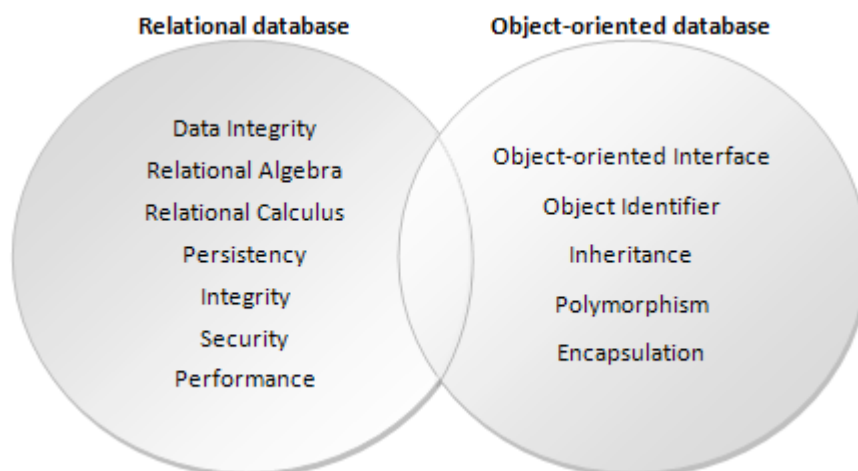 Relational database
Data Integrity
Relational Algebra
Relational Calculus
Persistency
Integrity
Security
Performance
Object-oriented database
Object-oriented Interface
Object Identifier
Inheritance
Polymorphism
Encapsulation